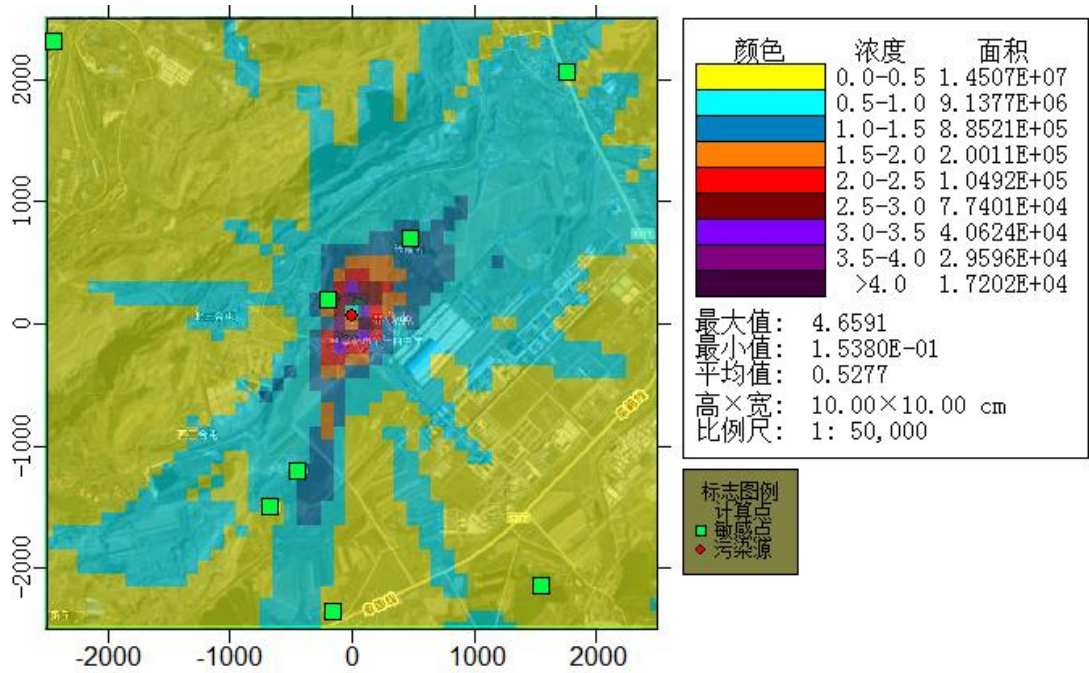 颜色 浓度 面积
0.0-0.5 1.4507E+07
0.5-1.0 9.1377E+06
1.0-1.5 8.8521E+05
1.5-2.0 2.0011E+05
2.0-2.5 1.0492E+05
2.5-3.0 7.7401E+04
3.0-3.5 4.0624E+04
3.5-4.0 2.9596E+04
>4.0 1.7202E+04
最大值: 4.6591
最小值: 1.5380E-01
平均值: 0.5277
高×宽: 10.00×10.00 cm
比例尺: 1: 50,000
标志图例
计算点
敏感点
污染源
2000
1000
0
-1000
-2000
-2000 -1000 0 1000 2000